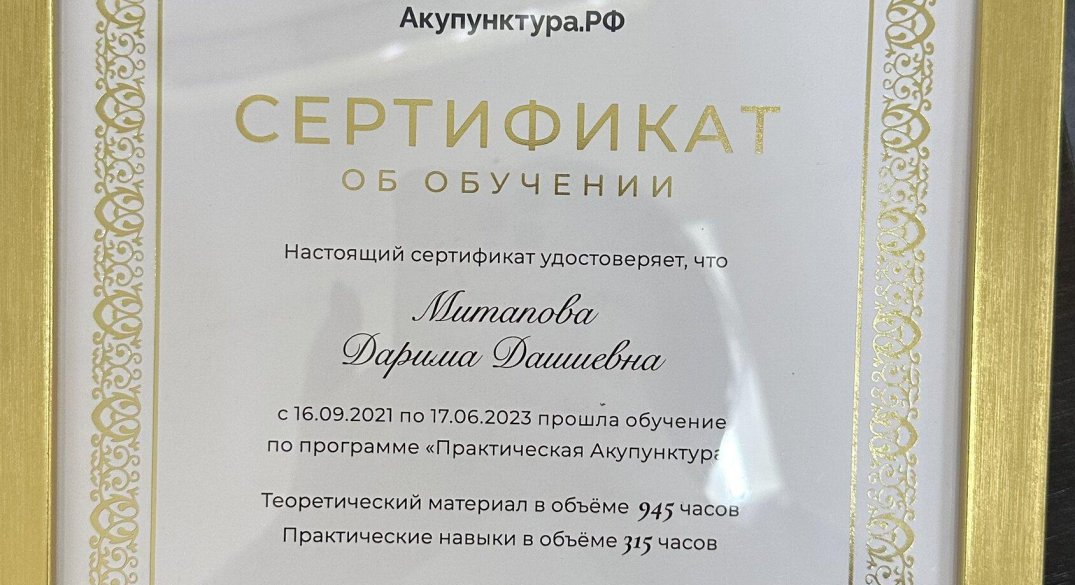 Акупунктура.РФ
СЕРТИФИКАТ
ОБ ОБУЧЕНИИ
Настоящий сертификат удостоверяет, что
Митапова
Дарима Дашиевна
с 16.09.2021 по 17.06.2023 прошла обучение
по программе «Практическая Акупунктура
Теоретический материал в объёме 945 часов
Практические навыки в объёме 315 часов